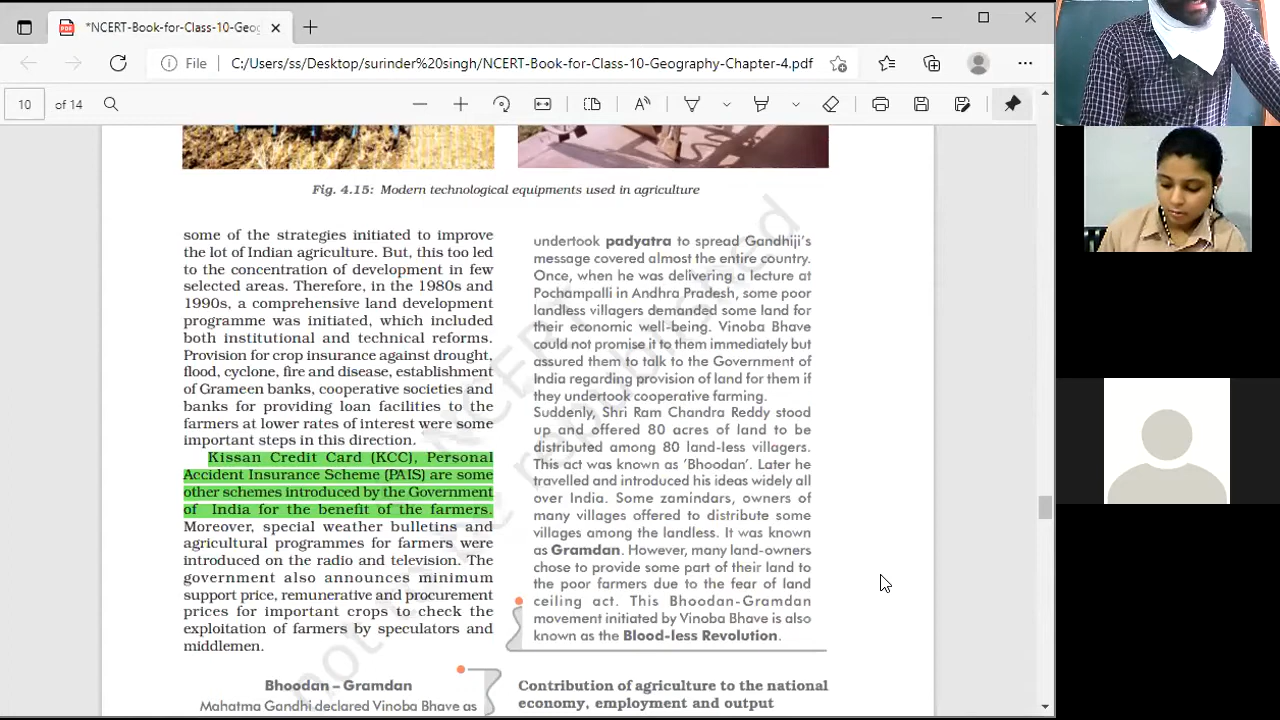 *NCERT-Book-for-Class-10-Geog
File
C:/Users/ss/Desktop/surinder%20singh/NCERT-Book-for-Class-10-Geography-Chapter-4.pdf
10 of 14
Fig. 4.15: Modern technological equipments used in agriculture
some of the strategies initiated to improve
the lot of Indian agriculture. But, this too led
to the concentration of development in few
selected areas. Therefore, in the 1980s and
1990s, a comprehensive land development
programme was initiated, which included
both institutional and technical reforms.
Provision for crop insurance against drought,
flood, cyclone, fire and disease, establishment
of Grameen banks, cooperative societies and
banks for providing loan facilities to the
farmers at lower rates of interest were some
important steps in this direction.
Kissan Credit Card (KCC), Personal
Accident Insurance Scheme (PAIS) are some
other schemes introduced by the Government
of India for the benefit of the farmers.
Moreover, special weather bulletins and
agricultural programmes for farmers were
introduced on the radio and television. The
government also announces minimum
support price, remunerative and procurement
prices for important crops to check the
exploitation of farmers by speculators and
middlemen.
Bhoodan – Gramdan
Mahatma Gandhi declared Vinoba Bhave as
undertook padyatra to spread Gandhiji's
message covered almost the entire country.
Once, when he was delivering a lecture at
Pochampalli in Andhra Pradesh, some poor
landless villagers demanded some land for
their economic well-being. Vinoba Bhave
could not promise it to them immediately but
assured them to talk to the Government of
India regarding provision of land for them if
they undertook cooperative farming.
Suddenly, Shri Ram Chandra Reddy stood
up and offered 80 acres of land to be
distributed among 80 land-less villagers.
This act was known as 'Bhoodan'. Later he
travelled and introduced his ideas widely all
over India. Some zamindars, owners of
many villages offered to distribute some
villages among the landless. It was known
as Gramdan. However, many land-owners
chose to provide some part of their land to
the poor farmers due to the fear of land
ceiling act. This Bhoodan-Gramdan
movement initiated by Vinoba Bhave is also
known as the Blood-less Revolution.
Contribution of agriculture to the national
economy, employment and output
NCERT
not to be republished